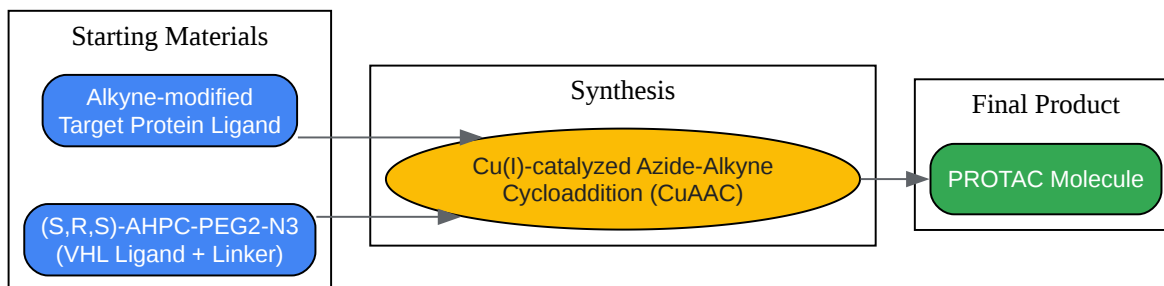 Starting Materials
Alkyne-modified
Target Protein Ligand
(S,R,S)-AHPC-PEG2-N3
(VHL Ligand + Linker)
Synthesis
Cu(I)-catalyzed Azide-Alkyne
Cycloaddition (CuAAC)
Final Product
PROTAC Molecule